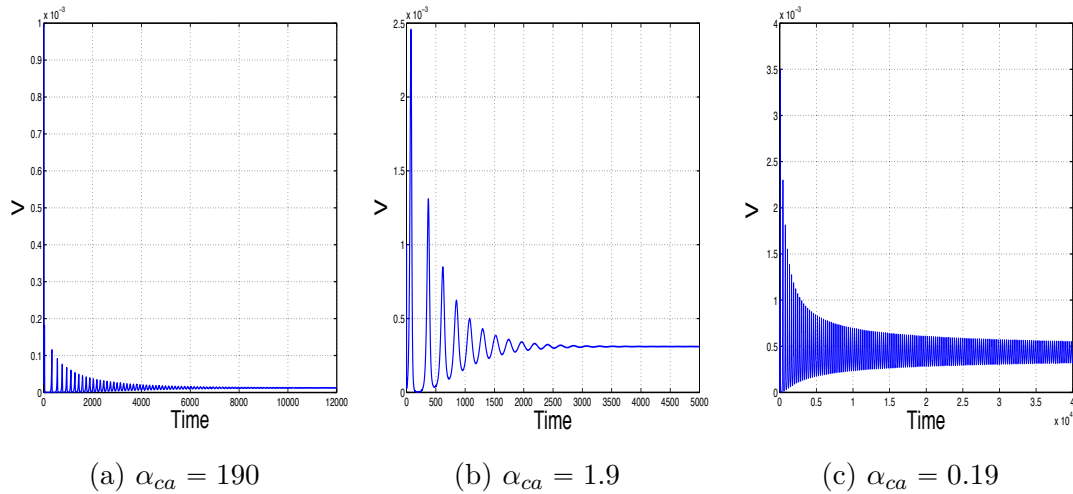 x 10⁻³
1
0.9
0.8
0.7
0.6
0.5
0.4
0.3
0.2
0.1
0
V
0 2000 4000 6000 8000 10000 12000
Time
(a) α_ca = 190
x 10⁻³
2.5
2
1.5
1
0.5
0
V
0 500 1000 1500 2000 2500 3000 3500 4000 4500 5000
Time
(b) α_ca = 1.9
x 10⁻³
4
3.5
3
2.5
2
1.5
1
0.5
0
V
0 0.5 1 1.5 2 2.5 3 3.5 4
x 10⁴
Time
(c) α_ca = 0.19